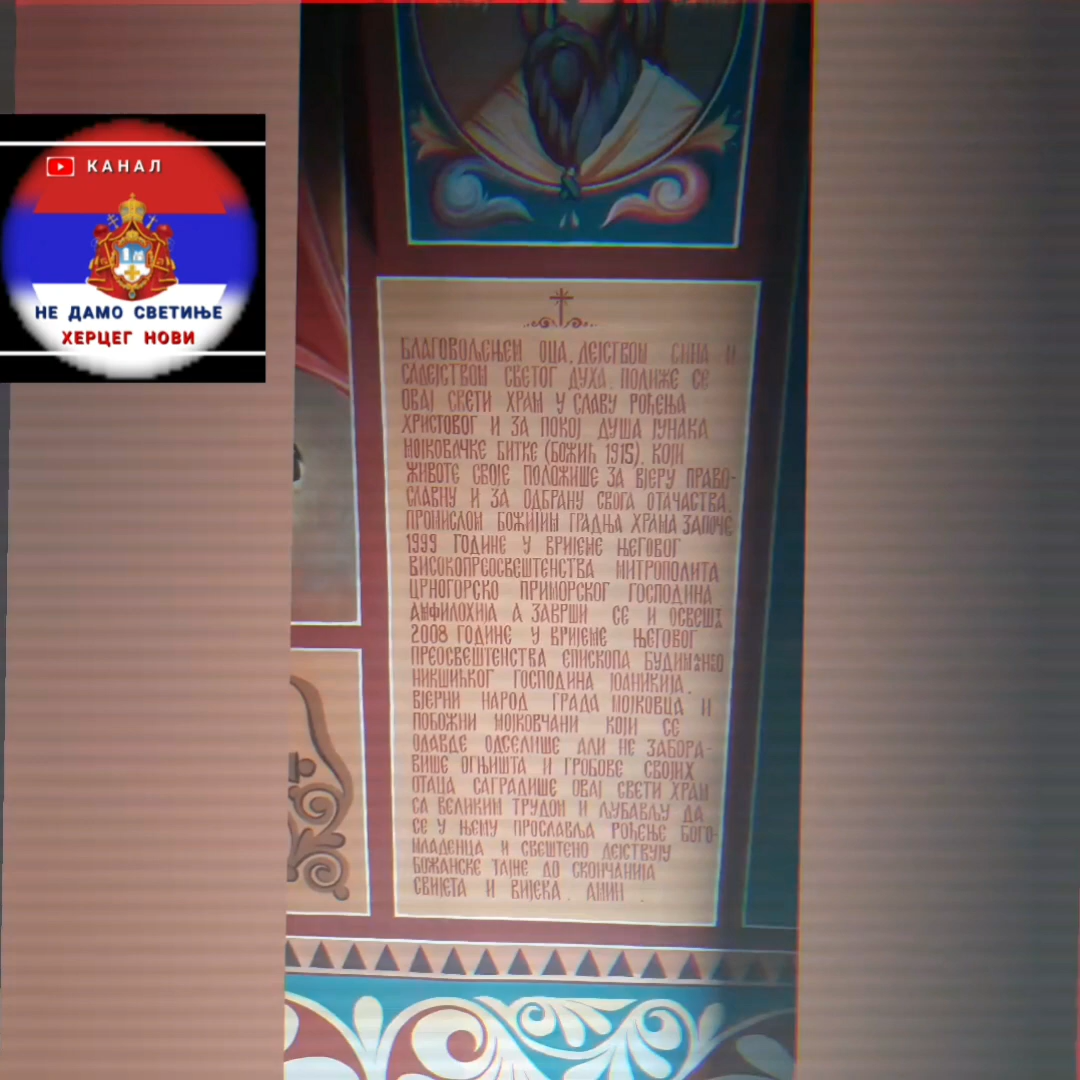 КАНАЛ
НЕ ДАМО СВЕТИЊЕ
ХЕРЦЕГ НОВИ
БЛАГОВОЉЕЊЕМ ОЦА, ДЕЈСТВОМ СИНА И
САДЕЈСТВОМ СВЕТОГ ДУХА, ПОДИЖЕ СЕ
ОВАЈ СВЕТИ ХРАМ У СЛАВУ РОЂЕЊА
ХРИСТОВОГ И ЗА ПОКОЈ ДУША ЈУНАКА
МОЈКОВАЧКЕ БИТКЕ (БОЖИЋ 1915), КОЈИ
ЖИВОТЕ СВОЈЕ ПОЛОЖИШЕ ЗА ВЈЕРУ ПРАВО-
СЛАВНУ И ЗА ОДБРАНУ СВОГА ОТАЧАСТВА.
ПРОМИСЛОМ БОЖИЈИМ ГРАДЊА ХРАМА ЗАПОЧЕ
1999 ГОДИНЕ У ВРИЈЕМЕ ЊЕГОВОГ
ВИСОКОПРЕОСВЕШТЕНСТВА МИТРОПОЛИТА
ЦРНОГОРСКО ПРИМОРСКОГ ГОСПОДИНА
АМФИЛОХИЈА А ЗАВРШИ СЕ И ОСВЕШТА
2008 ГОДИНЕ У ВРИЈЕМЕ ЊЕГОВОГ
ПРЕОСВЕШТЕНСТВА ЕПИСКОПА БУДИМЉАНСКО
НИКШИЋКОГ ГОСПОДИНА ЈОАНИКИЈА.
ВЈЕРНИ НАРОД ГРАДА МОЈКОВЦА И
ПОБОЖНИ МОЈКОВЧАНИ КОЈИ СЕ
ОДАВДЕ ОДСЕЛИШЕ АЛИ НЕ ЗАБОРА-
ВИШЕ ОГЊИШТА И ГРОБОВЕ СВОЈИХ
ОТАЦА САГРАДИШЕ ОВАЈ СВЕТИ ХРАМ
СА ВЕЛИКИМ ТРУДОМ И ЉУБАВЉУ ДА
СЕ У ЊЕМУ ПРОСЛАВЉА РОЂЕЊЕ БОГО-
МЛАДЕНЦА И СВЕШТЕНО ДЕЈСТВУЈУ
БОЖАНСКЕ ТАЈНЕ ДО СКОНЧАНИЈА
СВИЈЕТА И ВИЈЕКА. АМИН.